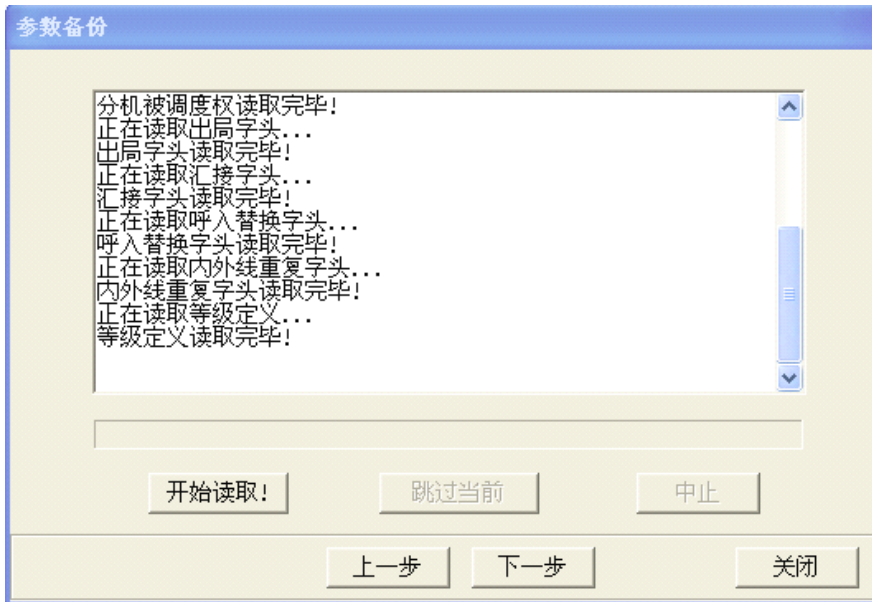 参数备份
分机被调度权读取完毕!
正在读取出局字头...
出局字头读取完毕!
正在读取汇接字头...
汇接字头读取完毕!
正在读取呼入替换字头...
呼入替换字头读取完毕!
正在读取内外线重复字头...
内外线重复字头读取完毕!
正在读取等级定义...
等级定义读取完毕!
开始读取!
跳过当前
中止
上一步
下一步
关闭